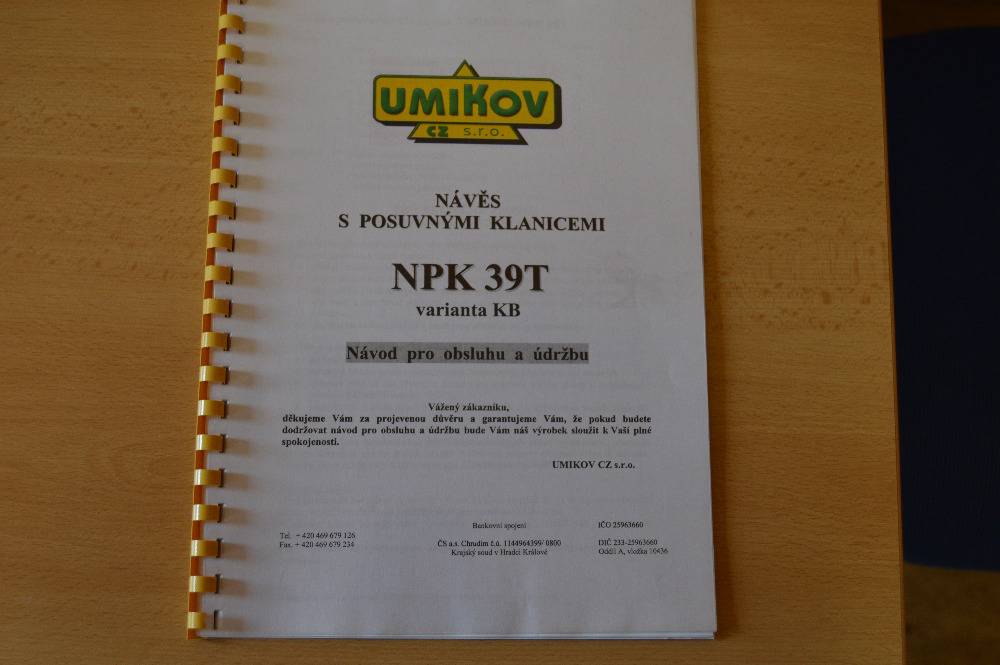 UMIKOV
CZ s.r.o.
NÁVĚS
S POSUVNÝMI KLANICEMI
NPK 39T
varianta KB
Návod pro obsluhu a údržbu
Vážený zákazníku,
děkujeme Vám za projevenou důvěru a garantujeme Vám, že pokud budete
dodržovat návod pro obsluhu a údržbu bude Vám náš výrobek sloužit k Vaší plné
spokojenosti.
UMIKOV CZ s.r.o.
Tel. + 420 469 679 126
Fax. + 420 469 679 234
Bankovní spojení
ČS a.s. Chrudim č.ú. 1144964399/ 0800
Krajský soud v Hradci Králové
IČO 25963660
DIČ 233-25963660
Oddíl A, vložka 10436